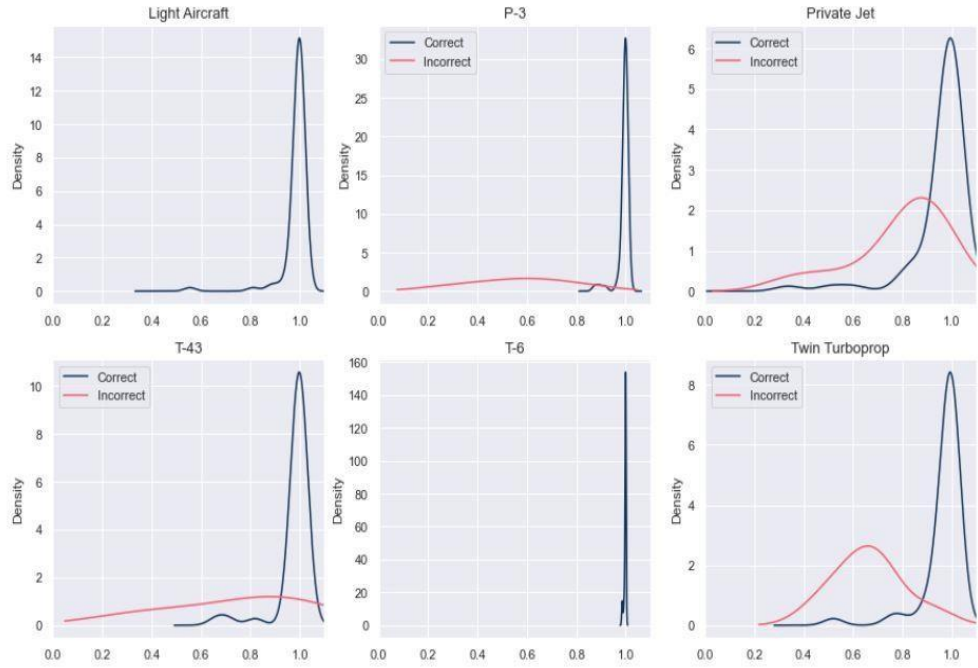 Light Aircraft
Density
14
12
10
8
6
4
2
0
0.0 0.2 0.4 0.6 0.8 1.0
P-3
Correct
Incorrect
Density
30
25
20
15
10
5
0
0.0 0.2 0.4 0.6 0.8 1.0
Private Jet
Correct
Incorrect
Density
6
5
4
3
2
1
0
0.0 0.2 0.4 0.6 0.8 1.0
T-43
Correct
Incorrect
Density
10
8
6
4
2
0
0.0 0.2 0.4 0.6 0.8 1.0
T-6
Density
160
140
120
100
80
60
40
20
0
0.0 0.2 0.4 0.6 0.8 1.0
Twin Turboprop
Correct
Incorrect
Density
8
6
4
2
0
0.0 0.2 0.4 0.6 0.8 1.0